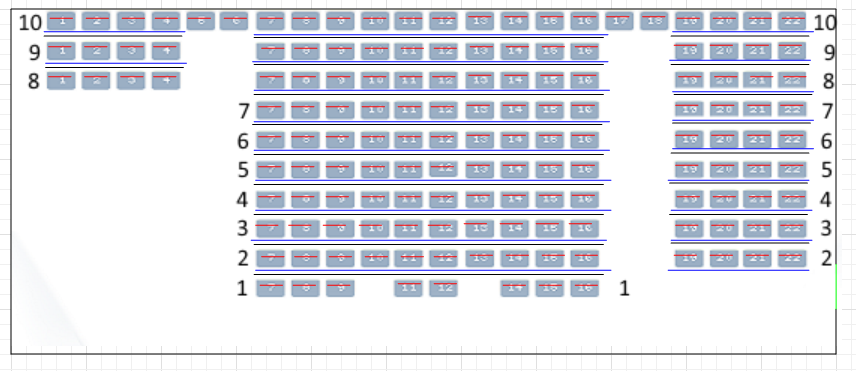 10 1 2 3 4 5 6 7 8 9 10 11 12 13 14 15 16 17 18 19 20 21 22 10
9 1 2 3 4 7 8 9 10 11 12 13 14 15 16 19 20 21 22 9
8 1 2 3 4 7 8 9 10 11 12 13 14 15 16 19 20 21 22 8
7 7 8 9 10 11 12 13 14 15 16 19 20 21 22 7
6 7 8 9 10 11 12 13 14 15 16 19 20 21 22 6
5 7 8 9 10 11 12 13 14 15 16 19 20 21 22 5
4 7 8 9 10 11 12 13 14 15 16 19 20 21 22 4
3 7 8 9 10 11 12 13 14 15 16 19 20 21 22 3
2 7 8 9 10 11 12 13 14 15 16 19 20 21 22 2
1 7 8 9 11 12 14 15 16 1